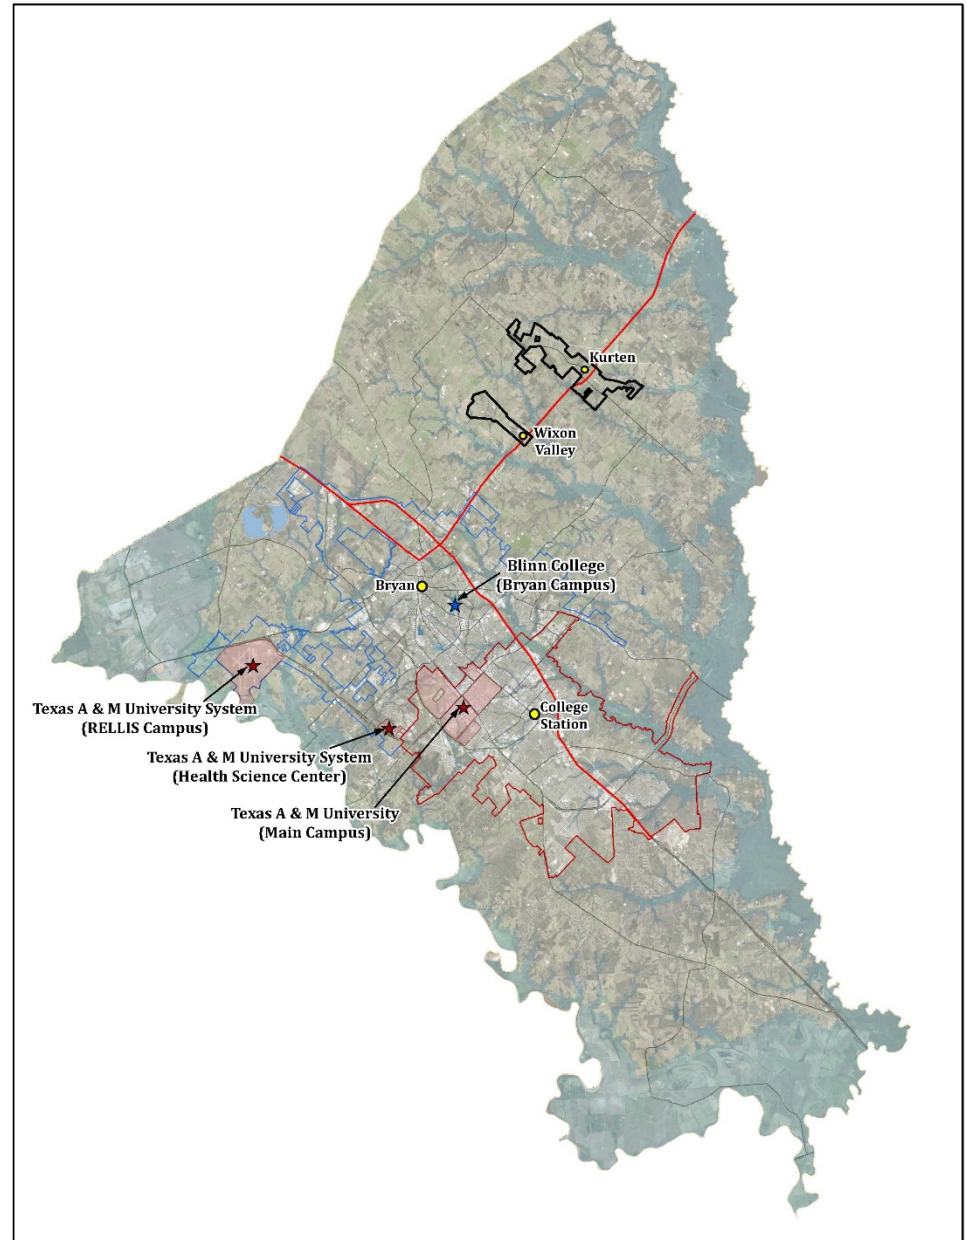 Kurten
Wixon
Valley
Blinn College
(Bryan Campus)
Bryan
College
Station
Texas A & M University System
(RELLIS Campus)
Texas A & M University System
(Health Science Center)
Texas A & M University
(Main Campus)